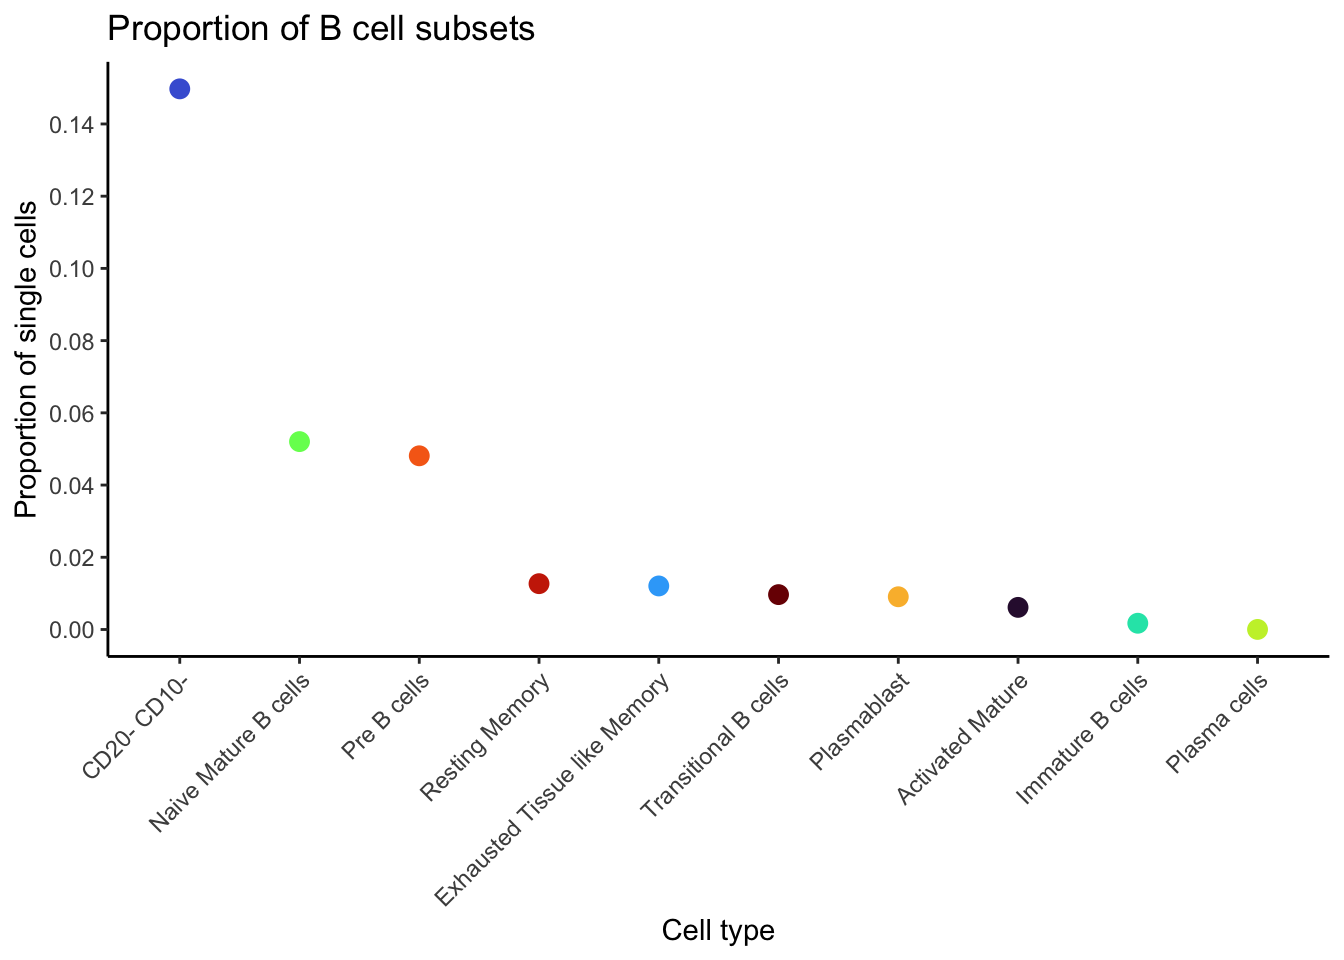 Proportion of B cell subsets
Proportion of single cells
0.14
0.12
0.10
0.08
0.06
0.04
0.02
0.00
CD20- CD10-
Naive Mature B cells
Pre B cells
Resting Memory
Exhausted Tissue like Memory
Transitional B cells
Plasmablast
Activated Mature
Immature B cells
Plasma cells
Cell type